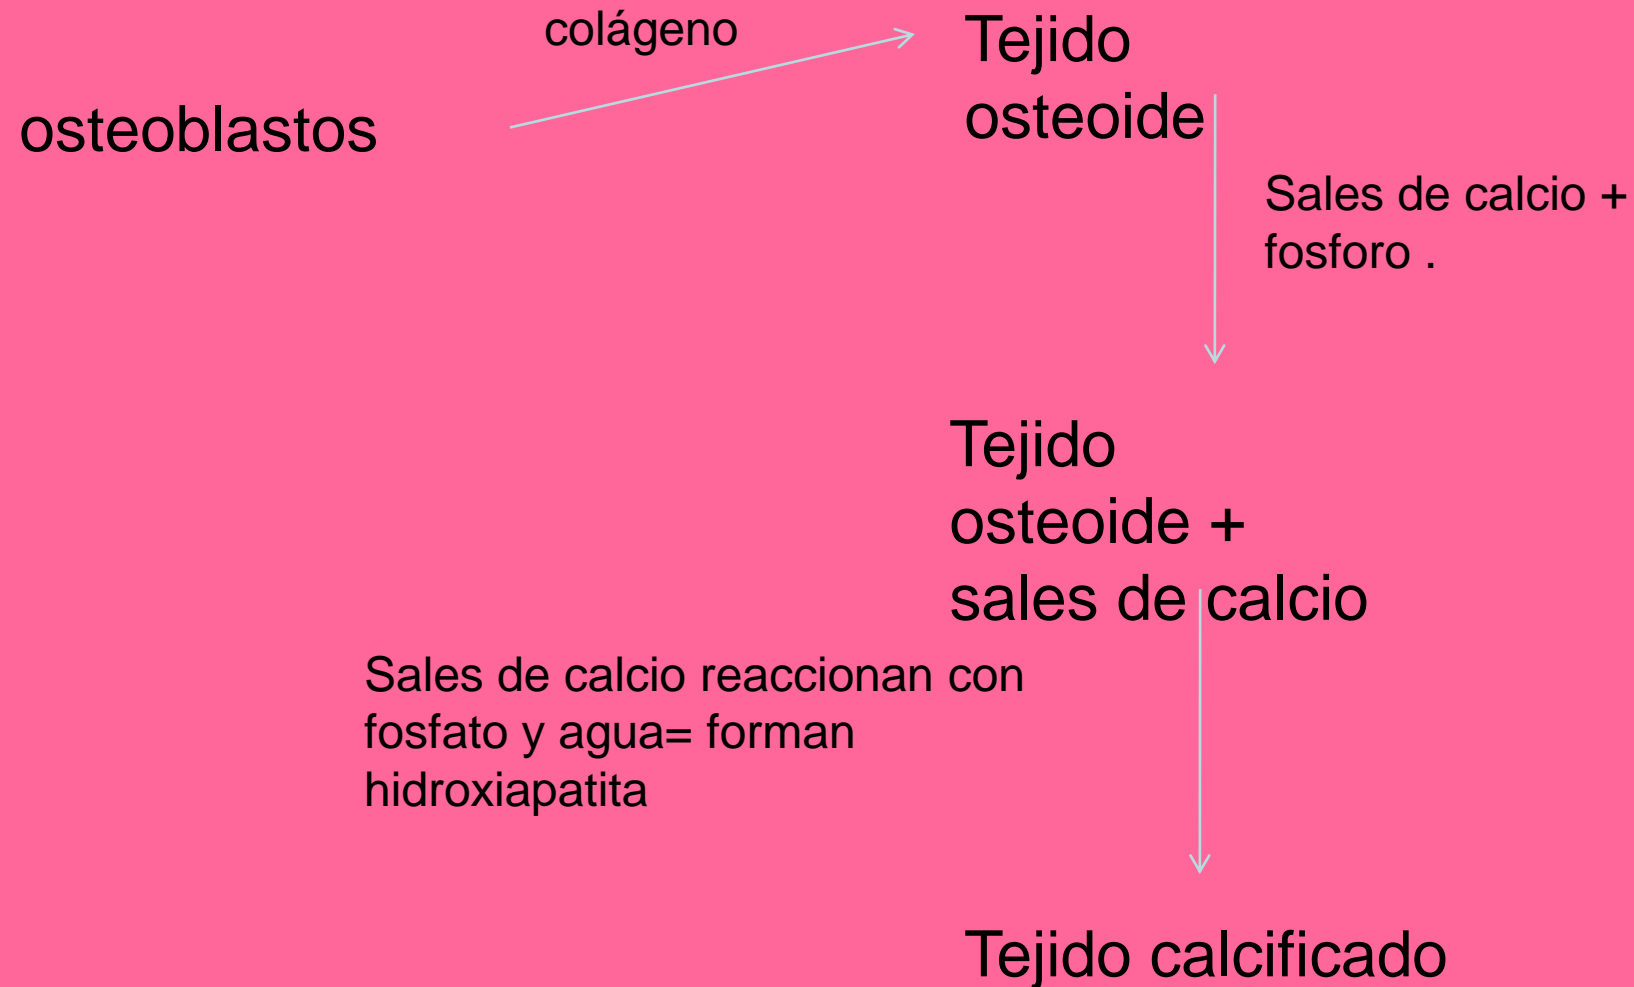 colágeno
Tejido
osteoide
osteoblastos
Sales de calcio +
fosforo .
Tejido
osteoide +
sales de calcio
Sales de calcio reaccionan con
fosfato y agua= forman
hidroxiapatita
Tejido calcificado